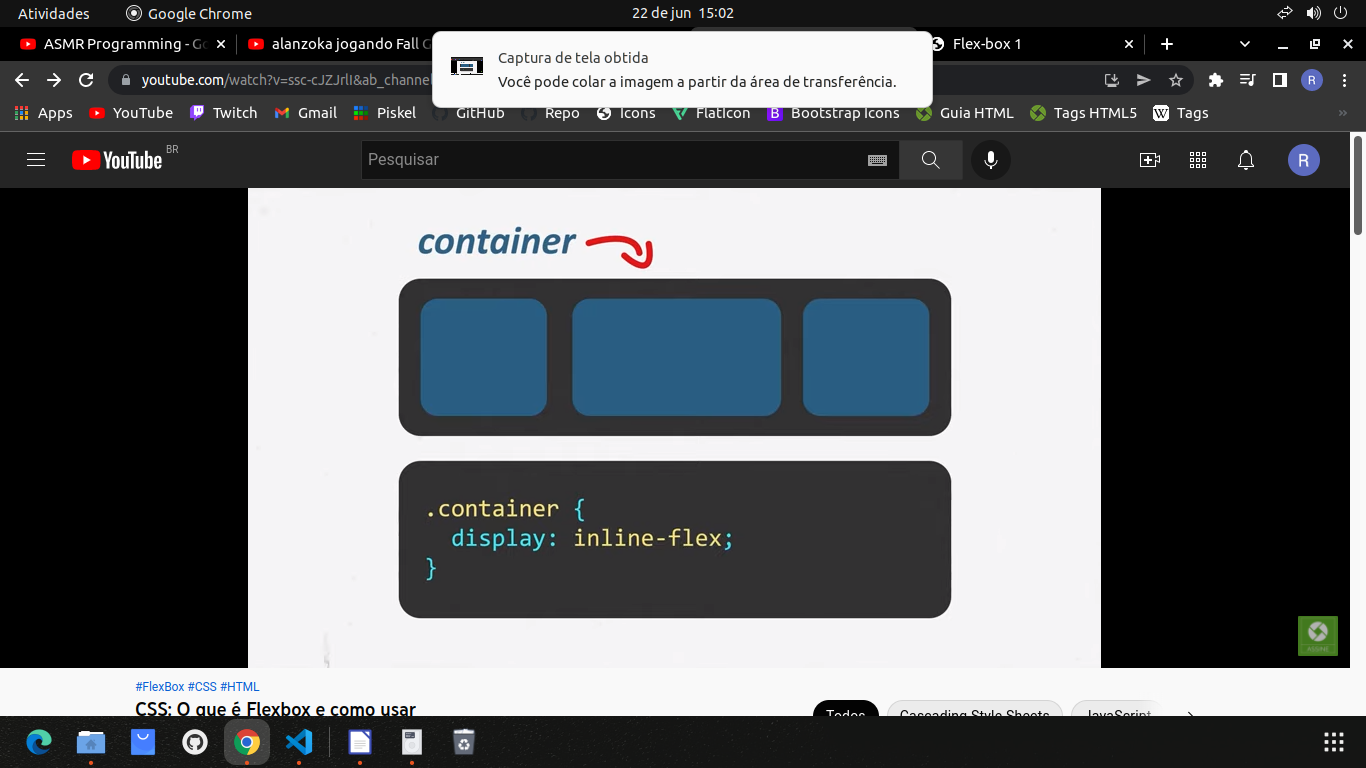 Atividades
Google Chrome
22 de jun 15:02
ASMR Programming - Go
alanzoka jogando Fall G
Captura de tela obtida
Você pode colar a imagem a partir da área de transferência.
Flex-box 1
youtube.com/watch?v=ssc-cJZJrlI&ab_channel
R
Apps
YouTube
Twitch
Gmail
Piskel
GitHub
Repo
Icons
FlatIcon
B
Bootstrap Icons
Guia HTML
Tags HTML5
W
Tags
»
YouTube BR
Pesquisar
R
container
.container {
display: inline-flex;
}
#FlexBox #CSS #HTML
CSS: O que é Flexbox e como usar
Todos
Cascading Style Sheets
JavaScript